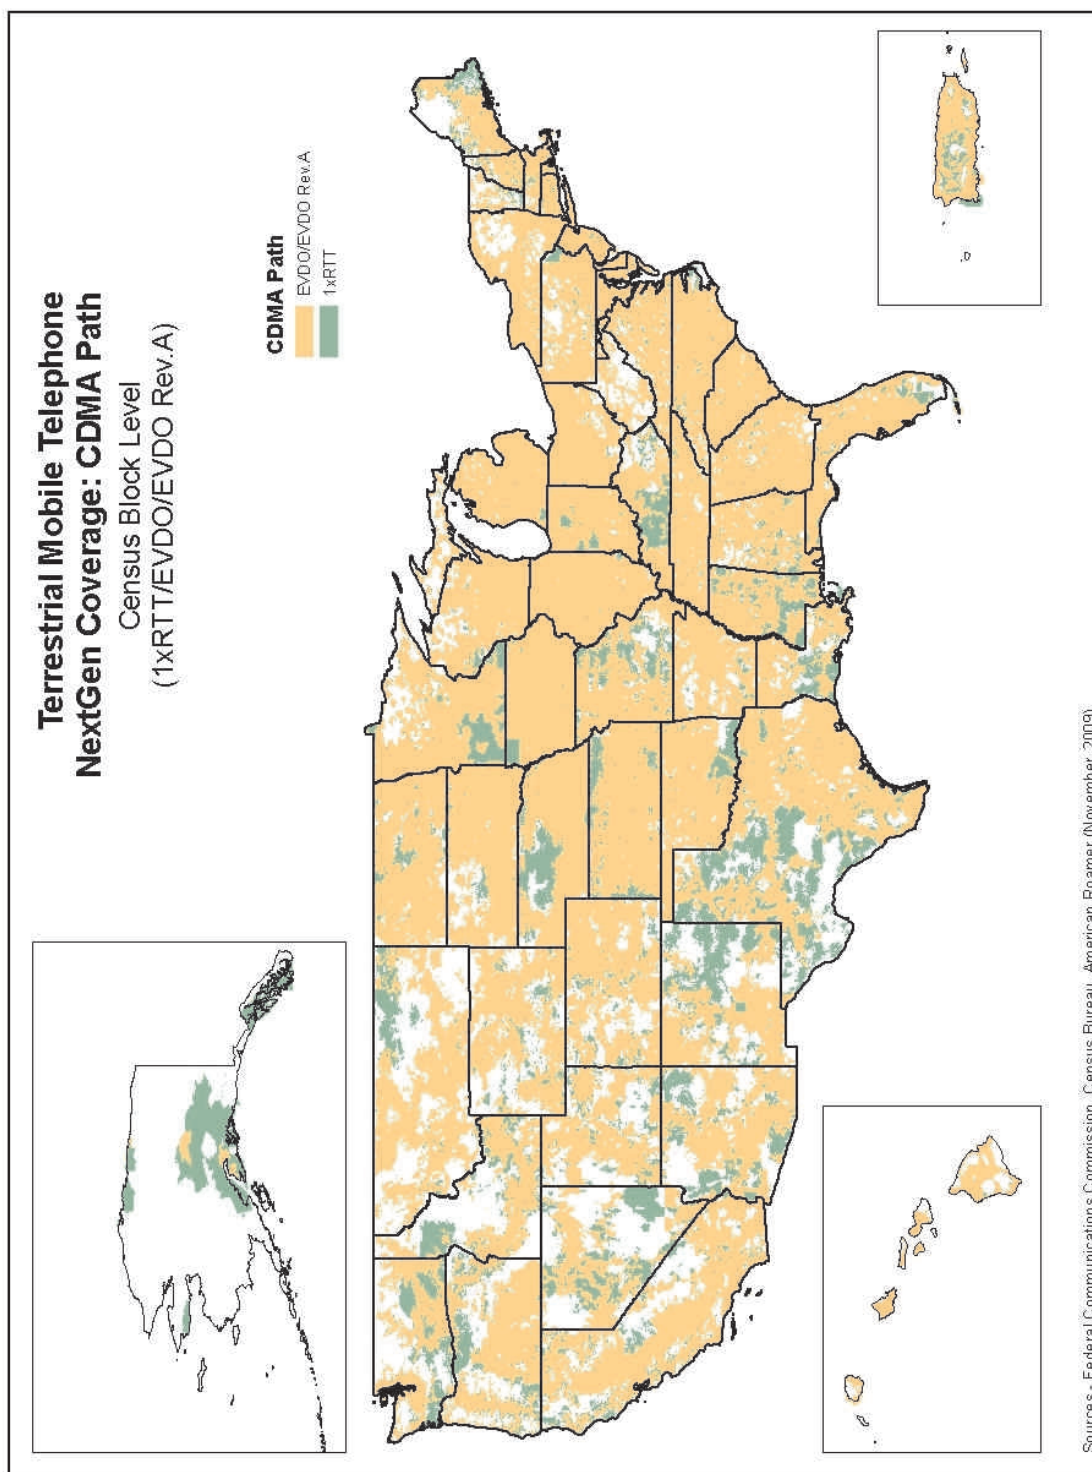 Terrestrial Mobile Telephone
NextGen Coverage: CDMA Path
Census Block Level
(1xRTT/EVDO/EVDO Rev.A)
CDMA Path
EVDO/EVDO Rev.A
1xRTT
Sources - Federal Communications Commission, Census Bureau, American Roamer (November, 2009)